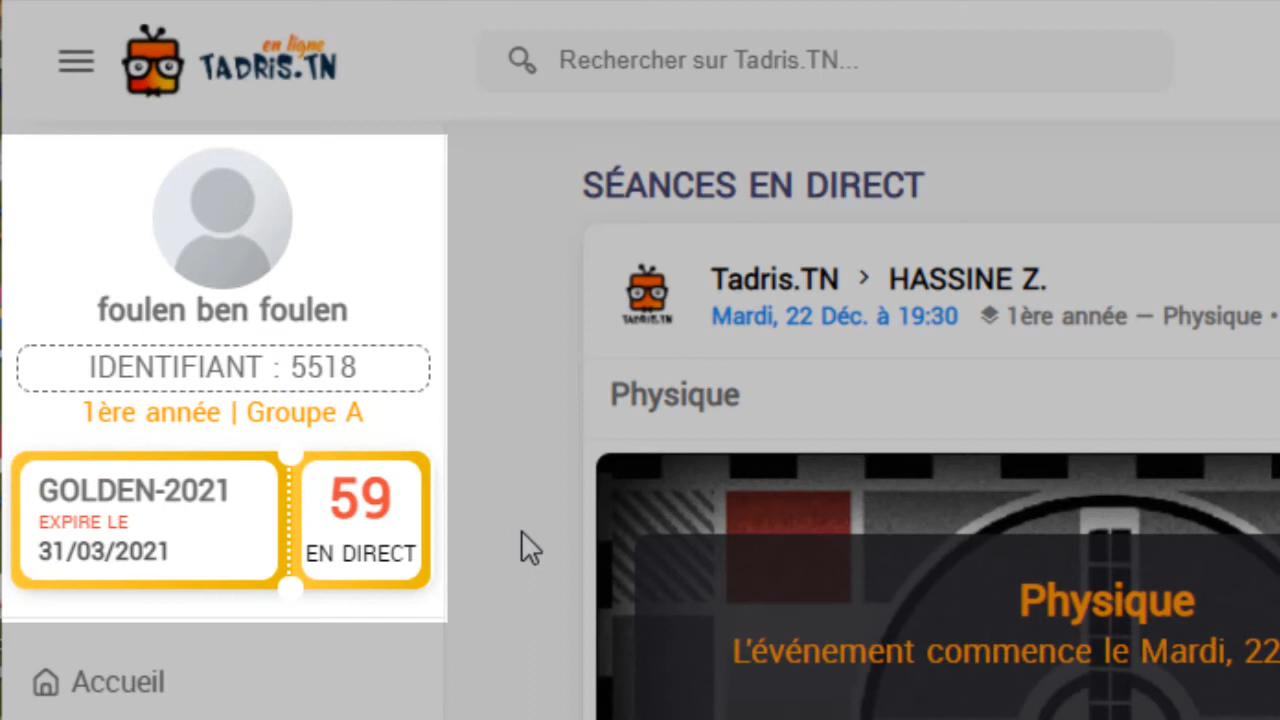 en ligne
TADRIS.TN
Rechercher sur Tadris.TN...
foulen ben foulen
IDENTIFIANT : 5518
1ère année | Groupe A
GOLDEN-2021
EXPIRE LE
31/03/2021
59
EN DIRECT
Accueil
SÉANCES EN DIRECT
TADRIS.TN
Tadris.TN > HASSINE Z.
Mardi, 22 Déc. à 19:30 1ère année — Physique •
Physique
Physique
L'événement commence le Mardi, 22